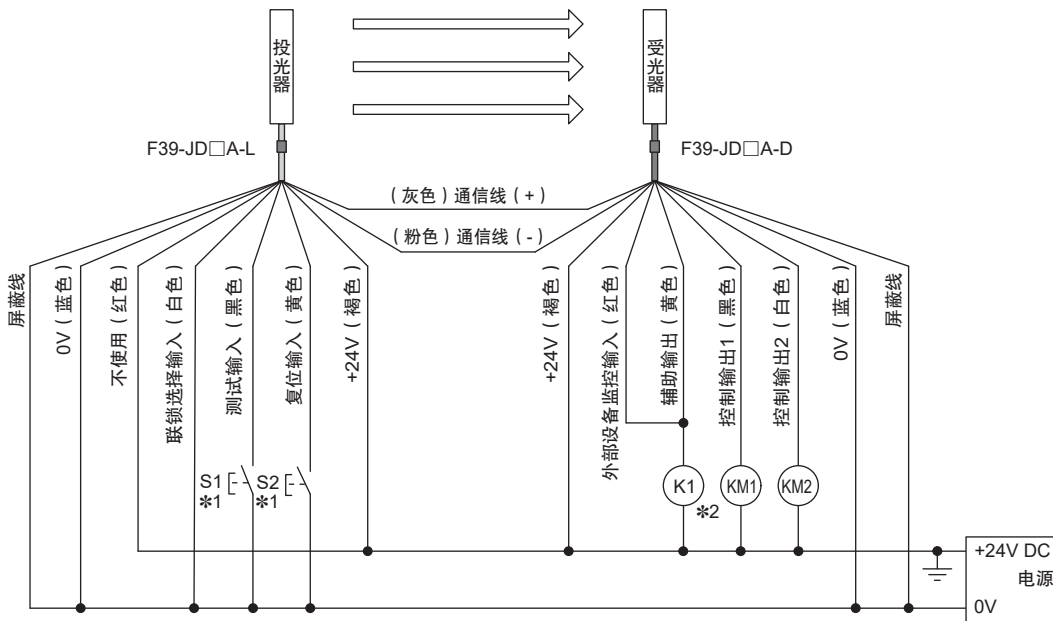 投光器
受光器
F39-JD□A-L
F39-JD□A-D
(灰色)通信线(+)
(粉色)通信线(-)
屏蔽线
0V(蓝色)
不使用(红色)
联锁选择输入(白色)
测试输入(黑色)
复位输入(黄色)
+24V(褐色)
+24V(褐色)
外部设备监控输入(红色)
辅助输出(黄色)
控制输出1(黑色)
控制输出2(白色)
0V(蓝色)
屏蔽线
S1
*1
S2
*1
K1
*2
KM1
KM2
+24V DC
电源
0V